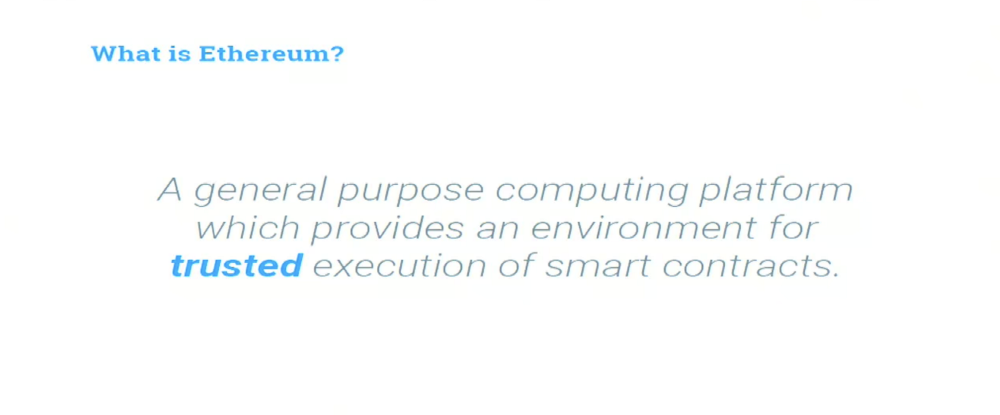 What is Ethereum?
A general purpose computing platform
which provides an environment for
trusted execution of smart contracts.